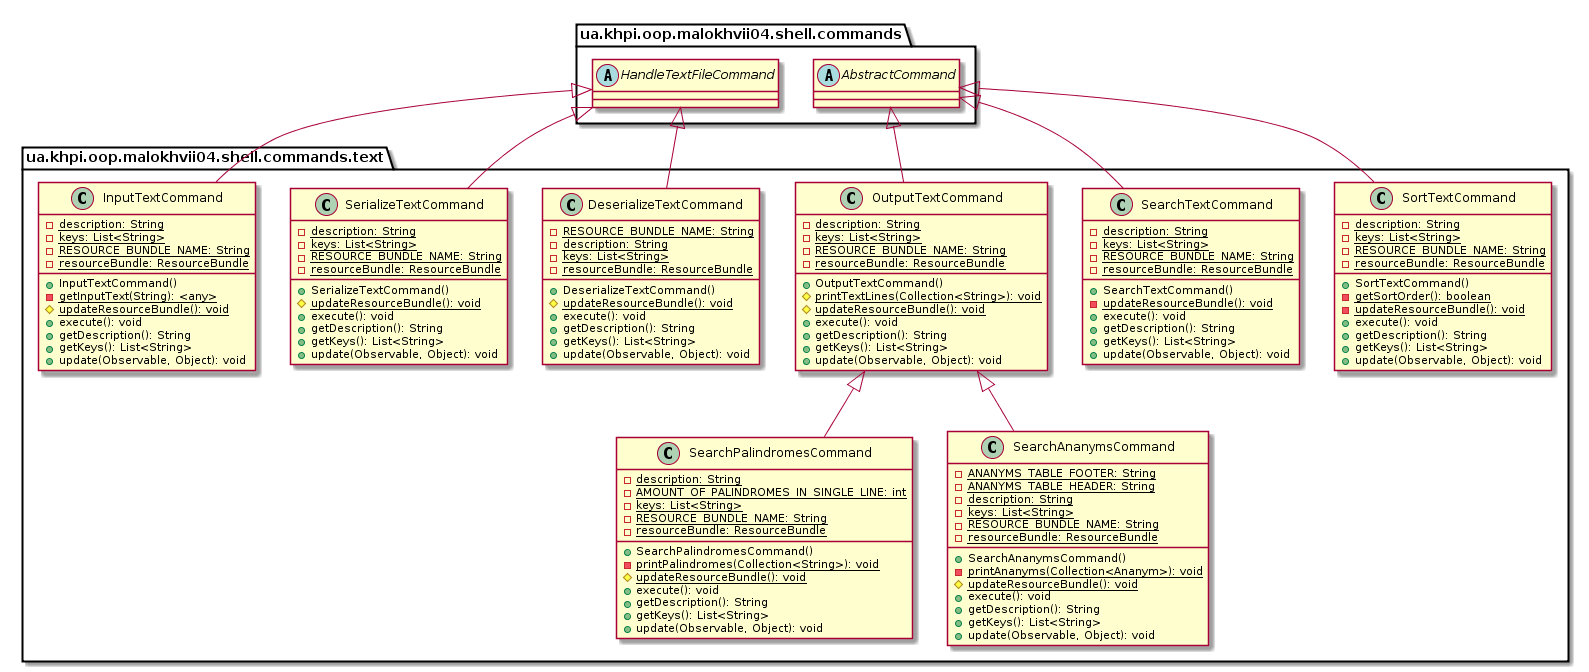 ua.khpi.oop.malokhvii04.shell.commands
A HandleTextFileCommand
A AbstractCommand
ua.khpi.oop.malokhvii04.shell.commands.text
C InputTextCommand
description: String
keys: List<String>
RESOURCE_BUNDLE_NAME: String
resourceBundle: ResourceBundle
InputTextCommand()
getInputText(String): <any>
updateResourceBundle(): void
execute(): void
getDescription(): String
getKeys(): List<String>
update(Observable, Object): void
C SerializeTextCommand
description: String
keys: List<String>
RESOURCE_BUNDLE_NAME: String
resourceBundle: ResourceBundle
SerializeTextCommand()
updateResourceBundle(): void
execute(): void
getDescription(): String
getKeys(): List<String>
update(Observable, Object): void
C DeserializeTextCommand
RESOURCE_BUNDLE_NAME: String
description: String
keys: List<String>
resourceBundle: ResourceBundle
DeserializeTextCommand()
updateResourceBundle(): void
execute(): void
getDescription(): String
getKeys(): List<String>
update(Observable, Object): void
C OutputTextCommand
description: String
keys: List<String>
RESOURCE_BUNDLE_NAME: String
resourceBundle: ResourceBundle
OutputTextCommand()
printTextLines(Collection<String>): void
updateResourceBundle(): void
execute(): void
getDescription(): String
getKeys(): List<String>
update(Observable, Object): void
C SearchTextCommand
description: String
keys: List<String>
RESOURCE_BUNDLE_NAME: String
resourceBundle: ResourceBundle
SearchTextCommand()
updateResourceBundle(): void
execute(): void
getDescription(): String
getKeys(): List<String>
update(Observable, Object): void
C SortTextCommand
description: String
keys: List<String>
RESOURCE_BUNDLE_NAME: String
resourceBundle: ResourceBundle
SortTextCommand()
getSortOrder(): boolean
updateResourceBundle(): void
execute(): void
getDescription(): String
getKeys(): List<String>
update(Observable, Object): void
C SearchPalindromesCommand
description: String
AMOUNT_OF_PALINDROMES_IN_SINGLE_LINE: int
keys: List<String>
RESOURCE_BUNDLE_NAME: String
resourceBundle: ResourceBundle
SearchPalindromesCommand()
printPalindromes(Collection<String>): void
updateResourceBundle(): void
execute(): void
getDescription(): String
getKeys(): List<String>
update(Observable, Object): void
C SearchAnanymsCommand
ANANYMS_TABLE_FOOTER: String
ANANYMS_TABLE_HEADER: String
description: String
keys: List<String>
RESOURCE_BUNDLE_NAME: String
resourceBundle: ResourceBundle
SearchAnanymsCommand()
printAnanyms(Collection<Ananym>): void
updateResourceBundle(): void
execute(): void
getDescription(): String
getKeys(): List<String>
update(Observable, Object): void